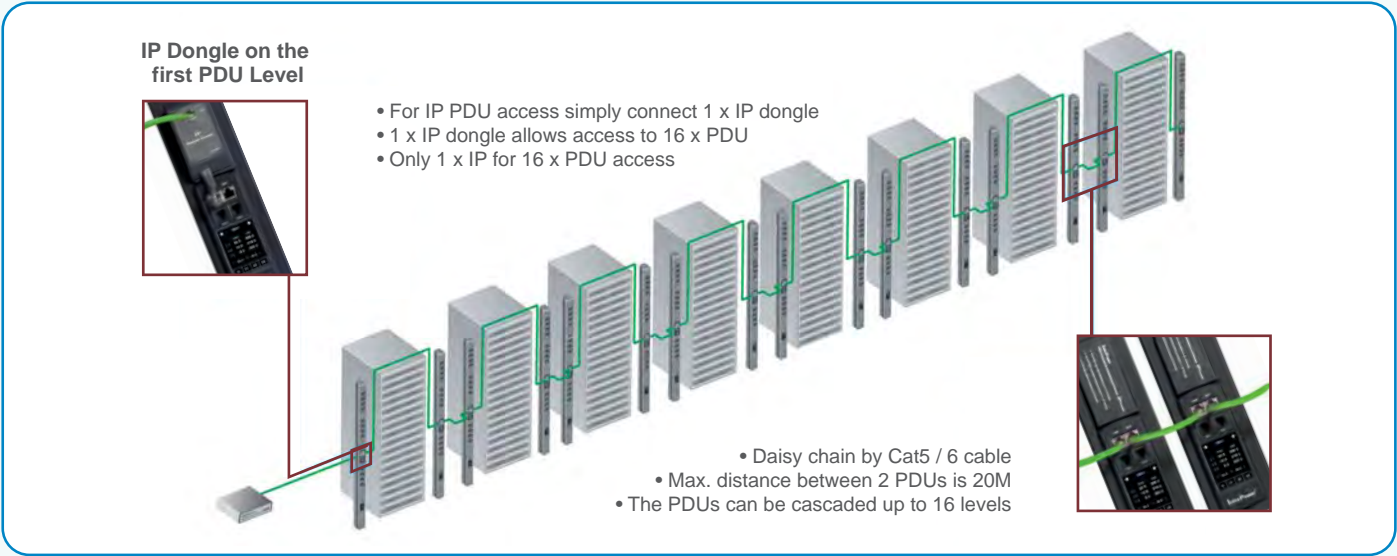 IP Dongle on the
first PDU Level
• For IP PDU access simply connect 1 x IP dongle
• 1 x IP dongle allows access to 16 x PDU
• Only 1 x IP for 16 x PDU access
• Daisy chain by Cat5 / 6 cable
• Max. distance between 2 PDUs is 20M
• The PDUs can be cascaded up to 16 levels